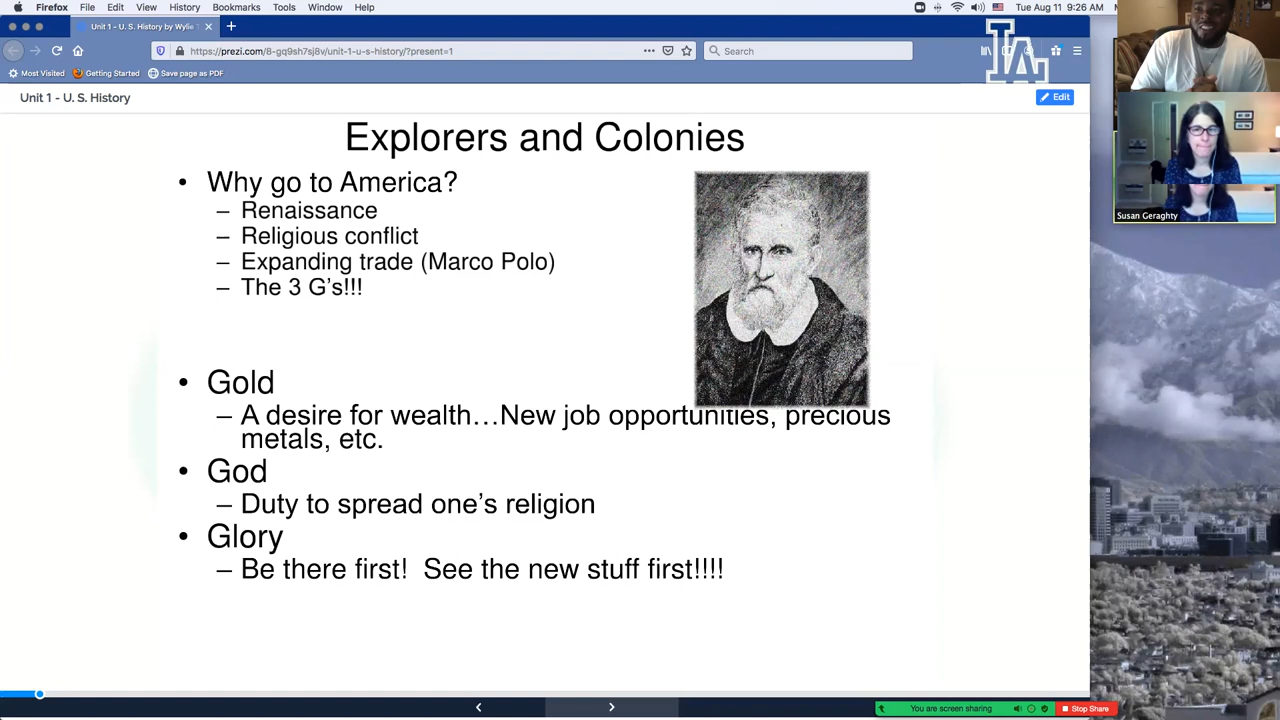 Firefox File Edit View History Bookmarks Tools Window Help
Tue Aug 11 9:26 AM
Unit 1 - U. S. History by Wylie
https://prezi.com/8-gq9sh7sj8v/unit-1-u-s-history/?present=1
Search
Most Visited Getting Started Save page as PDF
LA
Unit 1 - U. S. History
Edit
Explorers and Colonies
• Why go to America?
– Renaissance
– Religious conflict
– Expanding trade (Marco Polo)
– The 3 G's!!!
• Gold
– A desire for wealth…New job opportunities, precious
metals, etc.
• God
– Duty to spread one's religion
• Glory
– Be there first! See the new stuff first!!!!
Susan Geraghty
You are screen sharing
Stop Share